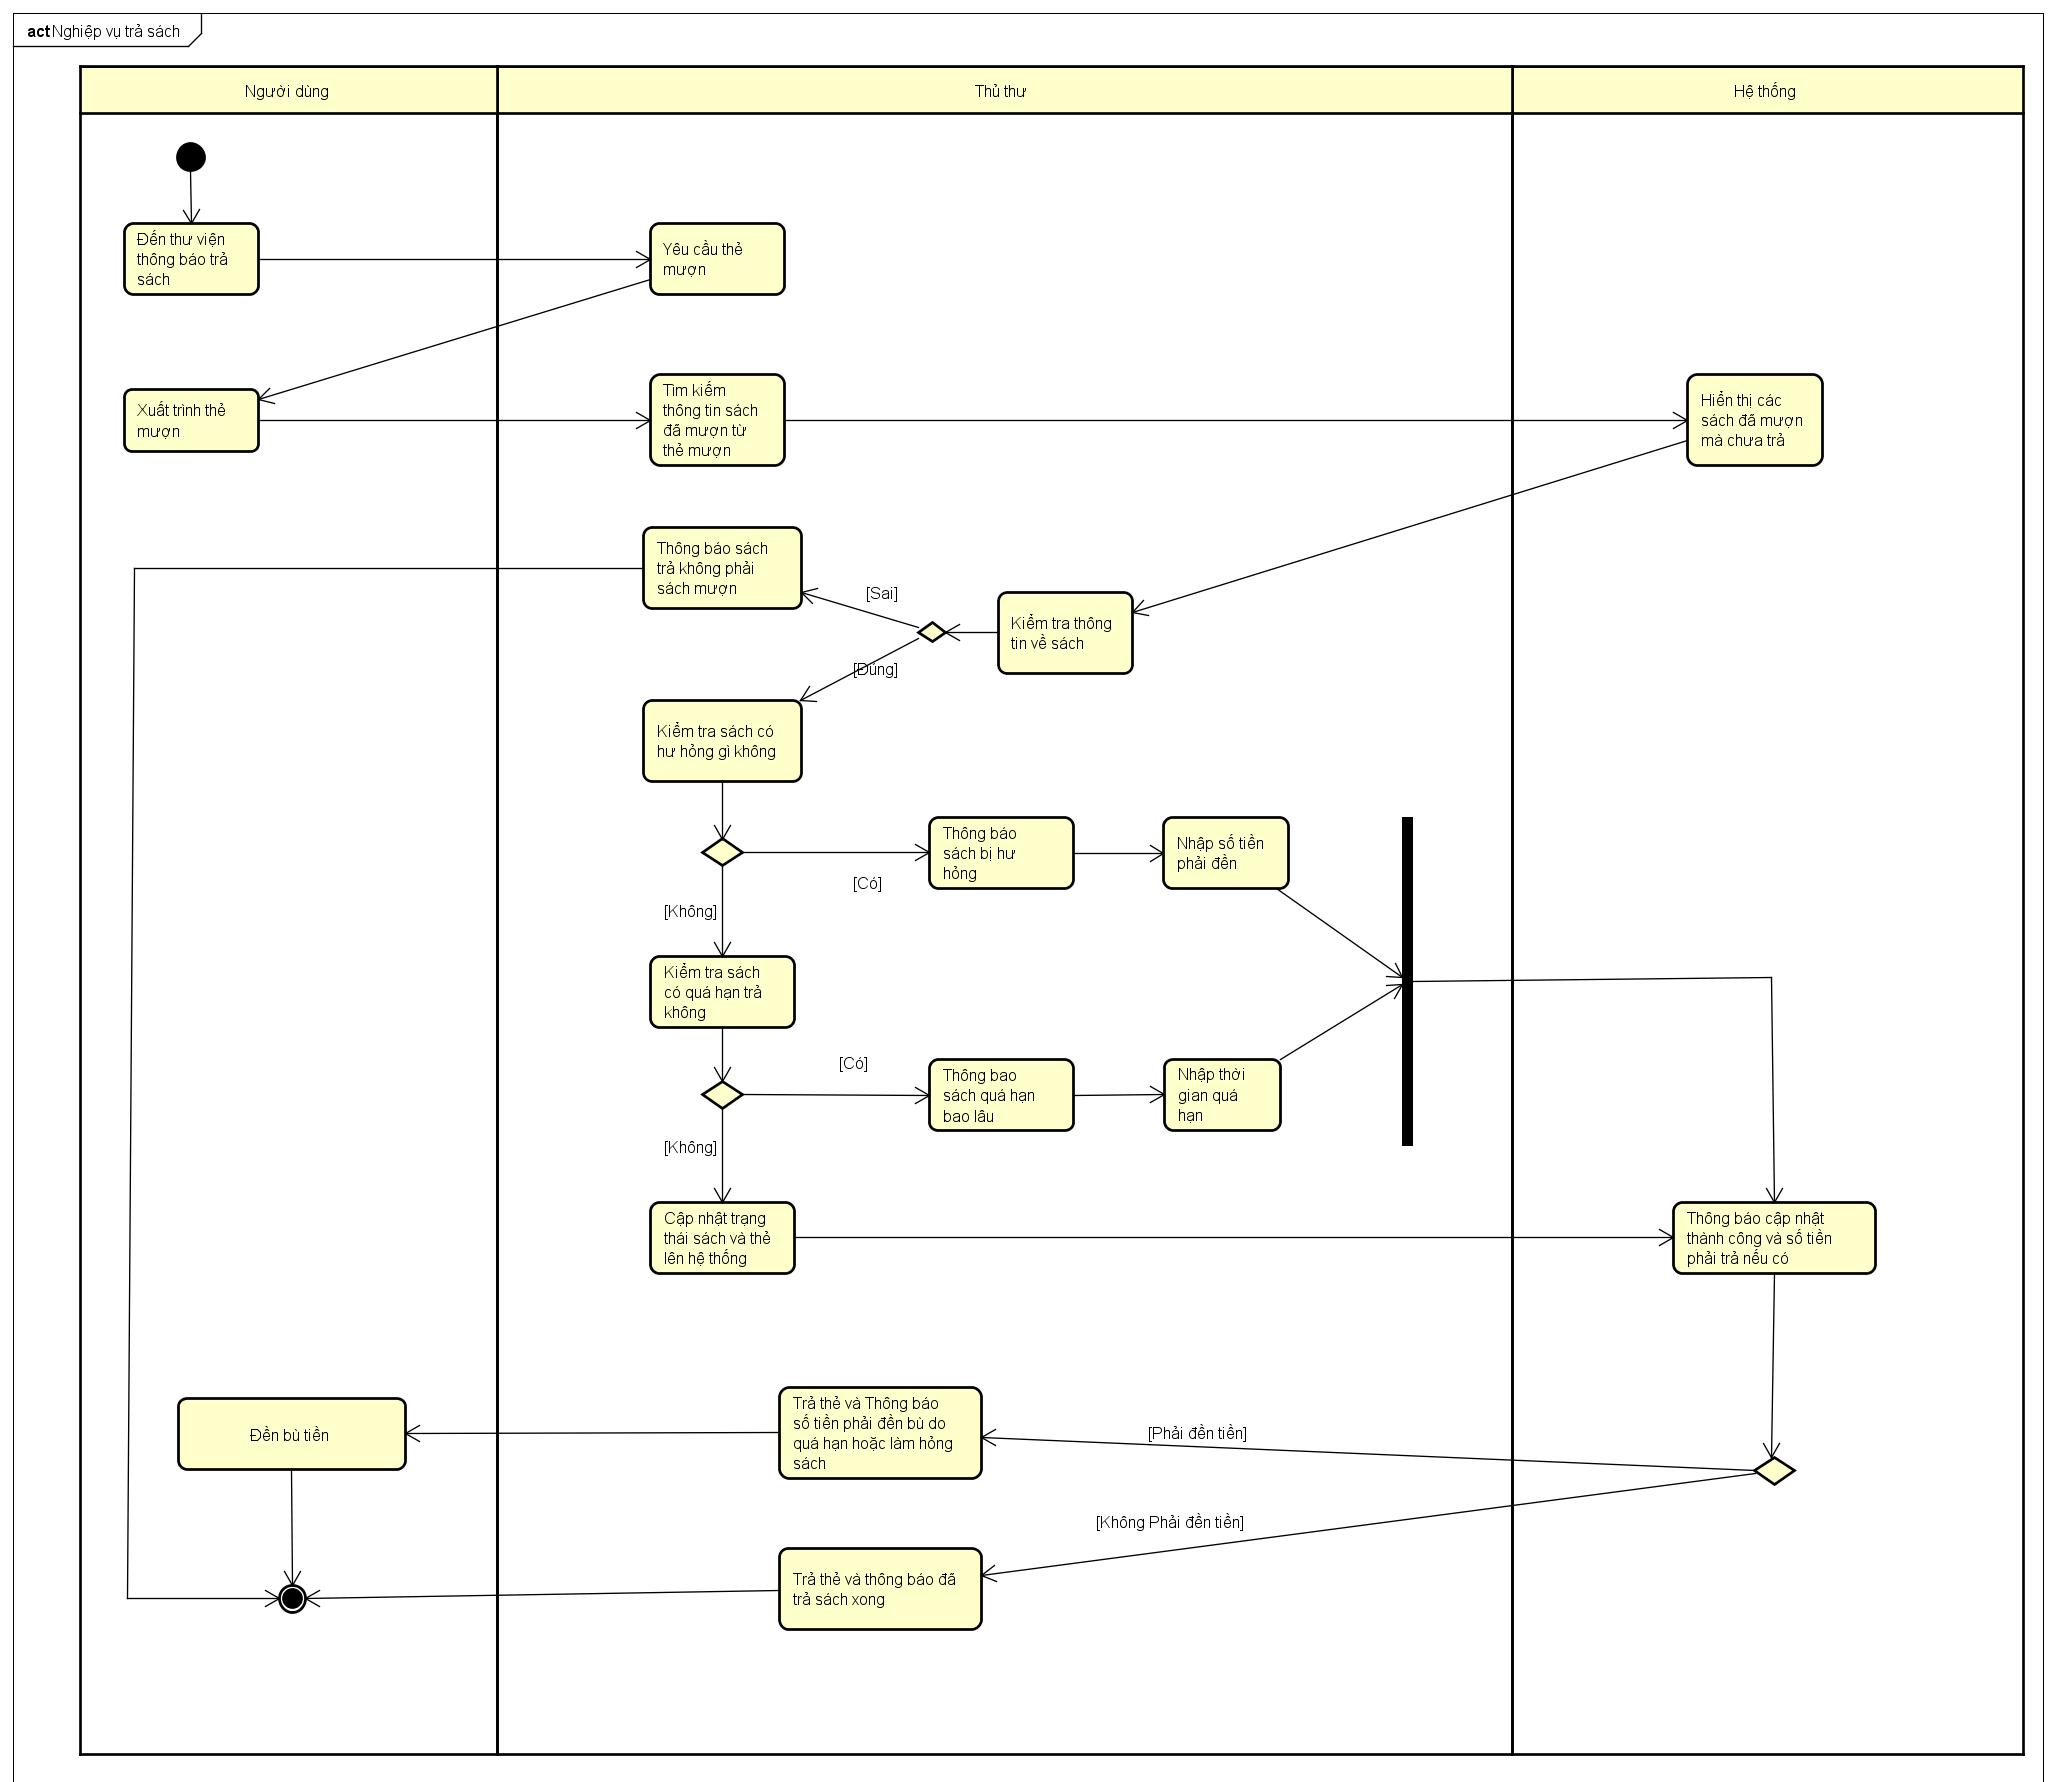 act Nghiệp vụ trả sách
Người dùng
Thủ thư
Hệ thống
Đến thư viện
thông báo trả
sách
Yêu cầu thẻ
mượn
Xuất trình thẻ
mượn
Tìm kiếm
thông tin sách
đã mượn từ
thẻ mượn
Hiển thị các
sách đã mượn
mà chưa trả
Thông báo sách
trả không phải
sách mượn
[Sai]
Kiểm tra thông
tin về sách
[Đúng]
Kiểm tra sách có
hư hỏng gì không
Thông báo
sách bị hư
hỏng
Nhập số tiền
phải đền
[Có]
[Không]
Kiểm tra sách
có quá hạn trả
không
[Có]
Thông bao
sách quá hạn
bao lâu
Nhập thời
gian quá
hạn
[Không]
Cập nhật trạng
thái sách và thẻ
lên hệ thống
Thông báo cập nhật
thành công và số tiền
phải trả nếu có
Đền bù tiền
Trả thẻ và Thông báo
số tiền phải đền bù do
quá hạn hoặc làm hỏng
sách
[Phải đền tiền]
[Không Phải đền tiền]
Trả thẻ và thông báo đã
trả sách xong